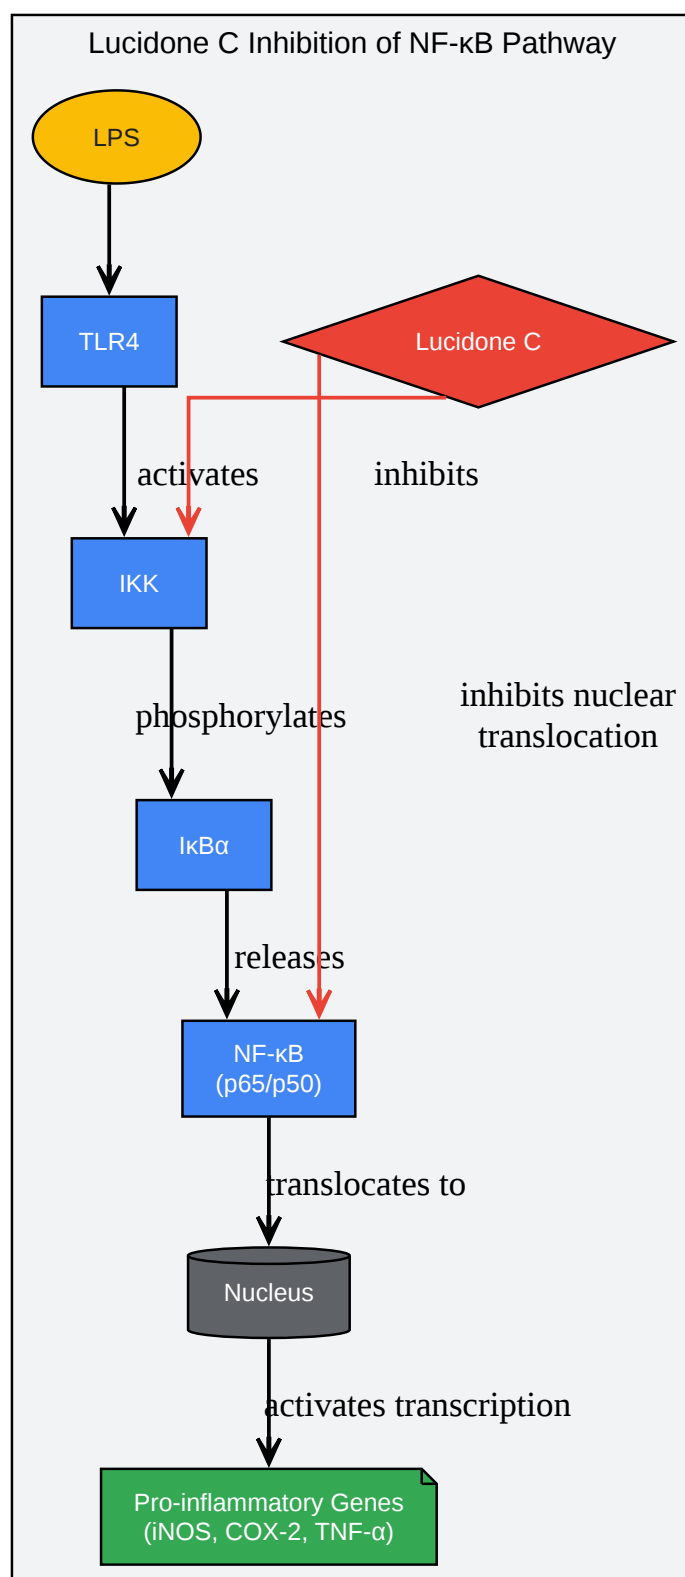 Lucidone C Inhibition of NF-κB Pathway
LPS
TLR4
Lucidone C
activates
inhibits
IKK
phosphorylates
inhibits nuclear
translocation
IκBα
releases
NF-κB
(p65/p50)
translocates to
Nucleus
activates transcription
Pro-inflammatory Genes
(iNOS, COX-2, TNF-α)